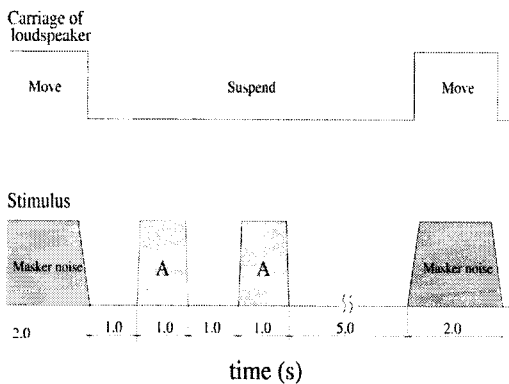 Carriage of
loudspeaker
Move Suspend Move
Stimulus
Masker noise A A Masker noise
2.0 1.0 1.0 1.0 1.0 5.0 2.0
time (s)